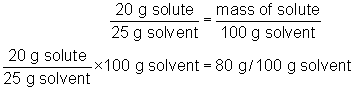 20 g solute / 25 g solvent = mass of solute / 100 g solvent
20 g solute / 25 g solvent × 100 g solvent = 80 g/100 g solvent